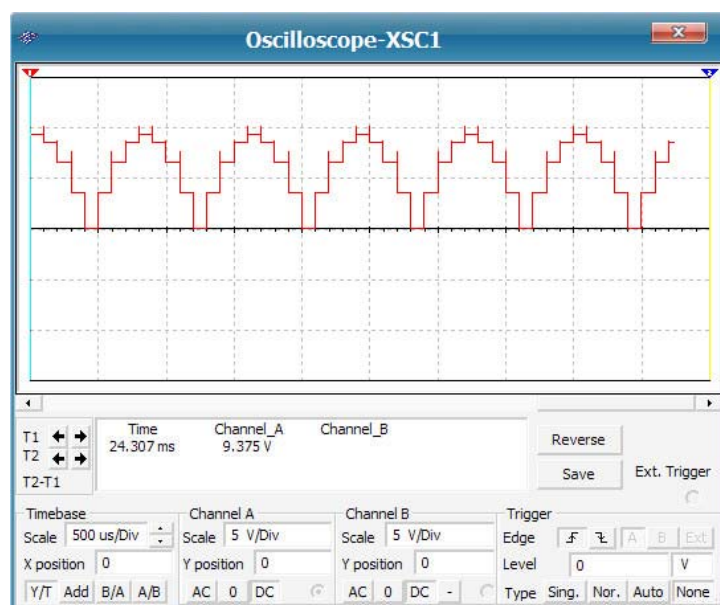 Oscilloscope-XSC1
1
2
Time Channel_A Channel_B
T1 24.307 ms 9.375 V
T2
T2-T1
Reverse
Save
Ext. Trigger
Timebase
Scale 500 us/Div
X position 0
Y/T Add B/A A/B
Channel A
Scale 5 V/Div
Y position 0
AC 0 DC
Channel B
Scale 5 V/Div
Y position 0
AC 0 DC -
Trigger
Edge A B Ext
Level 0 V
Type Sing. Nor. Auto None